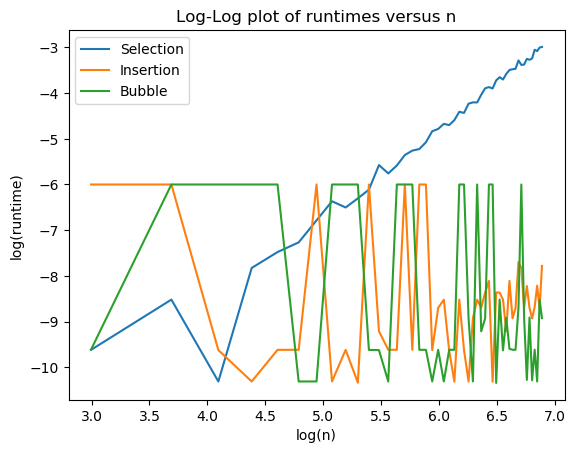 Log-Log plot of runtimes versus n
Selection
Insertion
Bubble
−3
−4
−5
−6
−7
−8
−9
−10
log(runtime)
3.0 3.5 4.0 4.5 5.0 5.5 6.0 6.5 7.0
log(n)